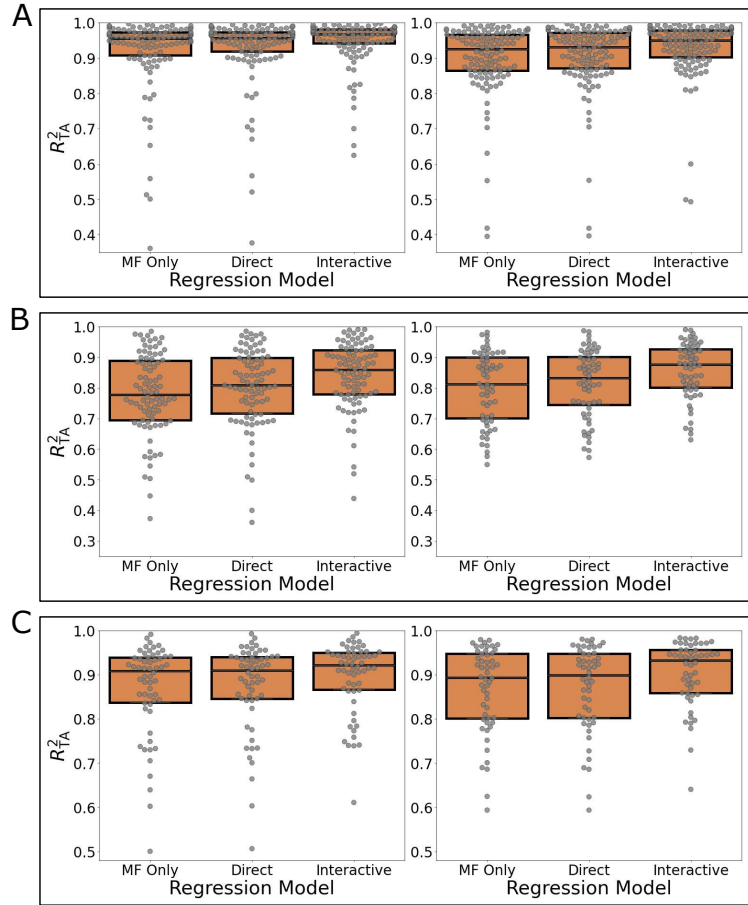 A
1.0 0.9 0.8 0.7 0.6 0.5 0.4
R²TA
MF Only Direct Interactive
Regression Model
1.0 0.9 0.8 0.7 0.6 0.5 0.4
MF Only Direct Interactive
Regression Model
B
1.0 0.9 0.8 0.7 0.6 0.5 0.4 0.3
R²TA
MF Only Direct Interactive
Regression Model
1.0 0.9 0.8 0.7 0.6 0.5 0.4 0.3
MF Only Direct Interactive
Regression Model
C
1.0 0.9 0.8 0.7 0.6 0.5
R²TA
MF Only Direct Interactive
Regression Model
1.0 0.9 0.8 0.7 0.6 0.5
MF Only Direct Interactive
Regression Model